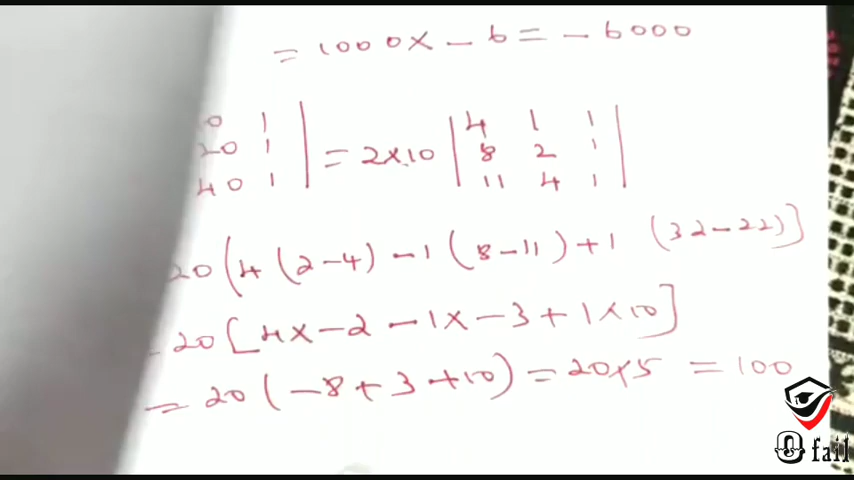 = 1000 x - 6 = - 6000
0 1
20 1
40 1 = 2x10 | 4 1 1
8 2 1
11 4 1 |
20 (4 (2-4) - 1 (8-11) + 1 (32-22)]
- 20 [4x - 2 - 1x - 3 + 1x10]
= 20 (-8 + 3 + 10) = 20x5 = 100
0 fail